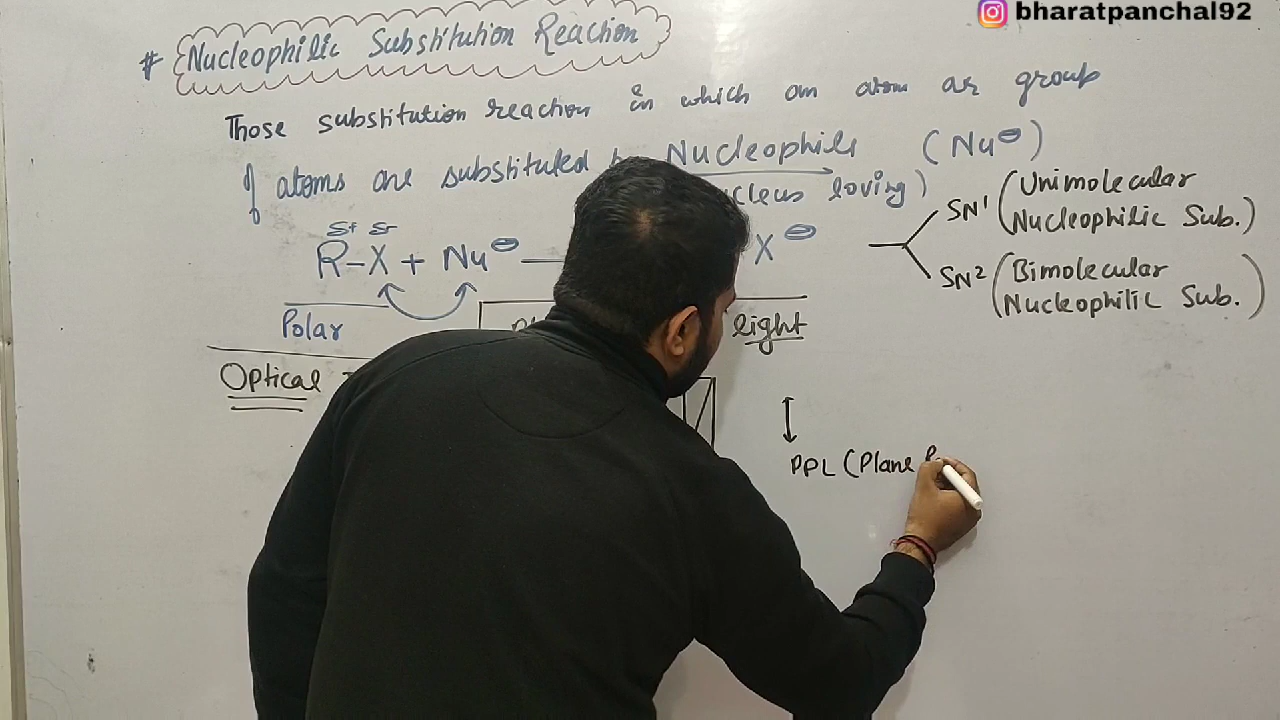 bharatpanchal92
# Nucleophilic Substitution Reaction
Those substitution reaction in which an atom or group
of atoms are substituted Nucleophile (Nu⊖)
loving)
SN1 (Unimolecular
Nucleophilic Sub.)
δ+ δ-
R-X + Nu⊖ — X⊖
SN2 (Bimolecular
Nucleophilic Sub.)
Polar
light
Optical
PPL (Plane